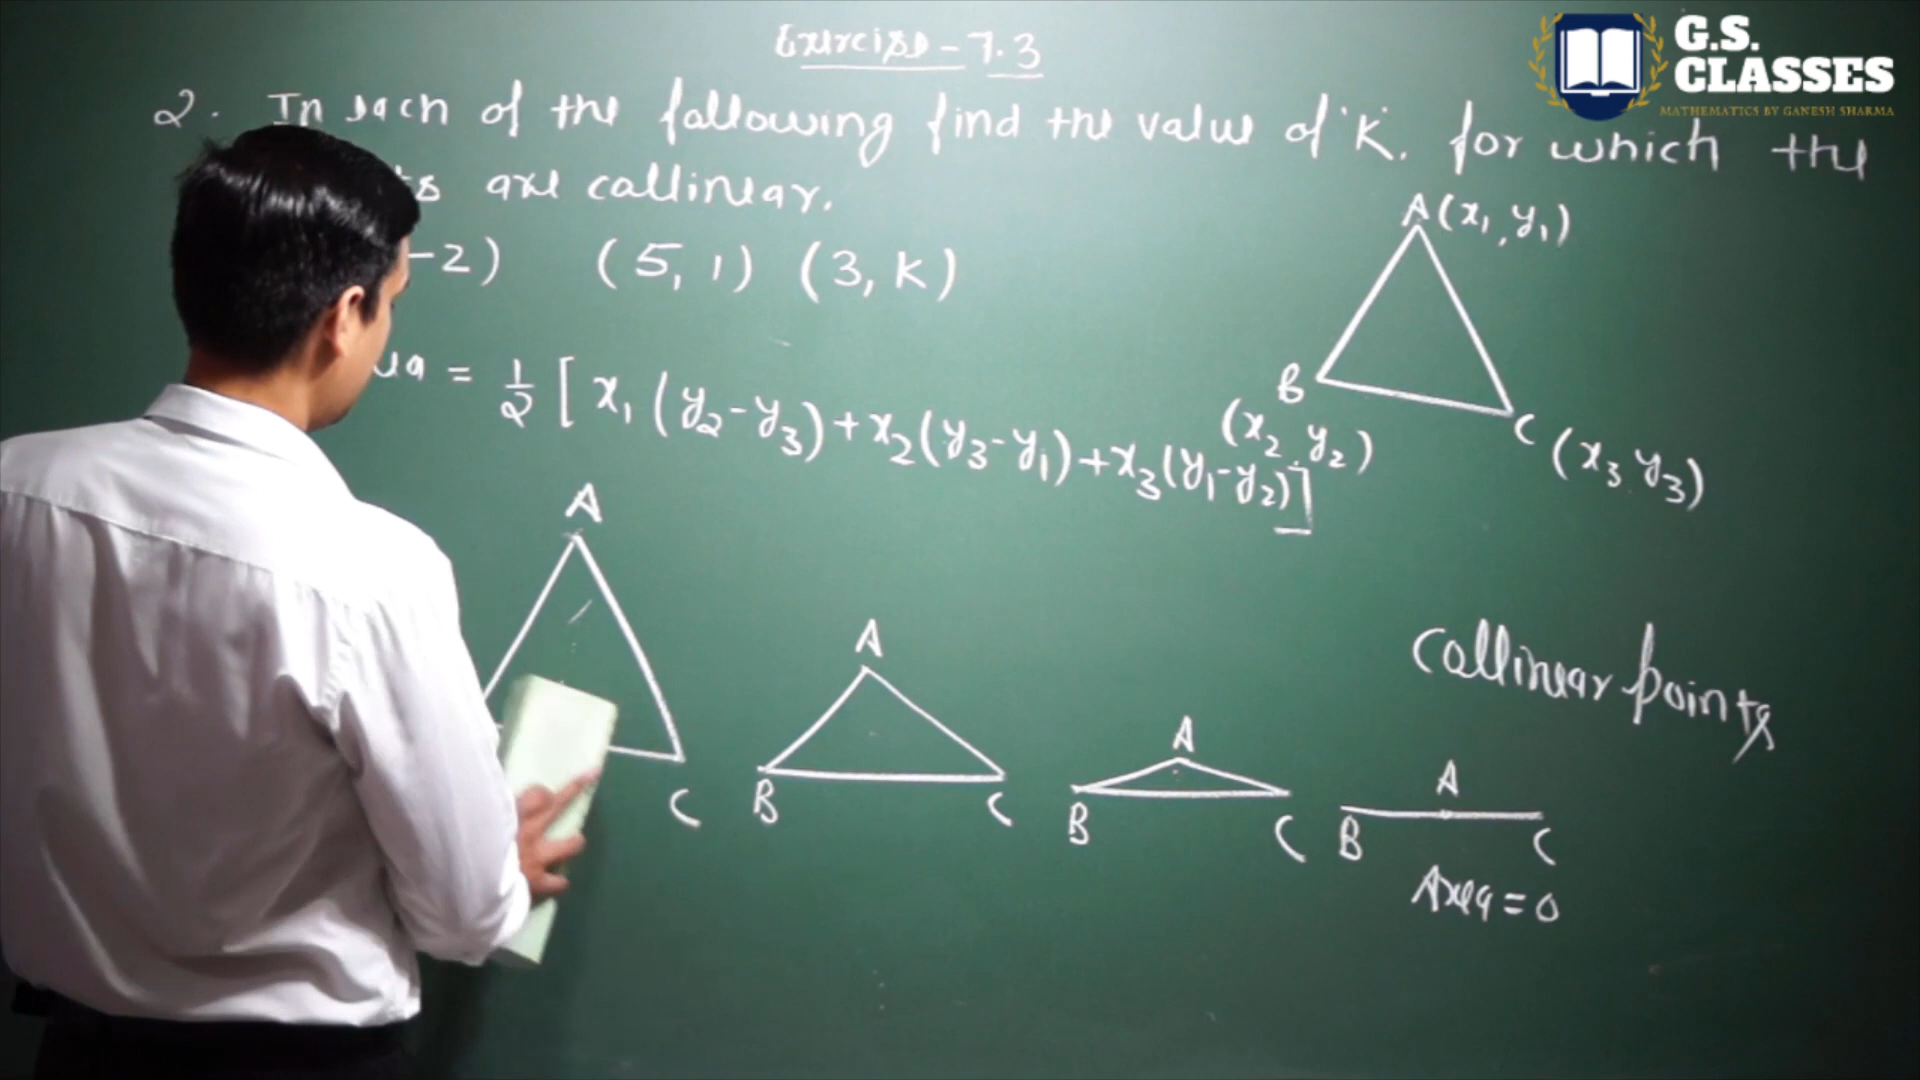 Exercise - 7.3
2. In each of the following find the value of 'K'. for which the
are collinear.
-2) (5, 1) (3, K)
= 1/2 [x₁(y₂-y₃)+x₂(y₃-y₁)+x₃(y₁-y₂)]
A(x₁, y₁)
B
(x₂, y₂)
C (x₃ y₃)
A
C
A
B C
A
B C
A
B C
Area = 0
Collinear points
G.S.
CLASSES
MATHEMATICS BY GANESH SHARMA